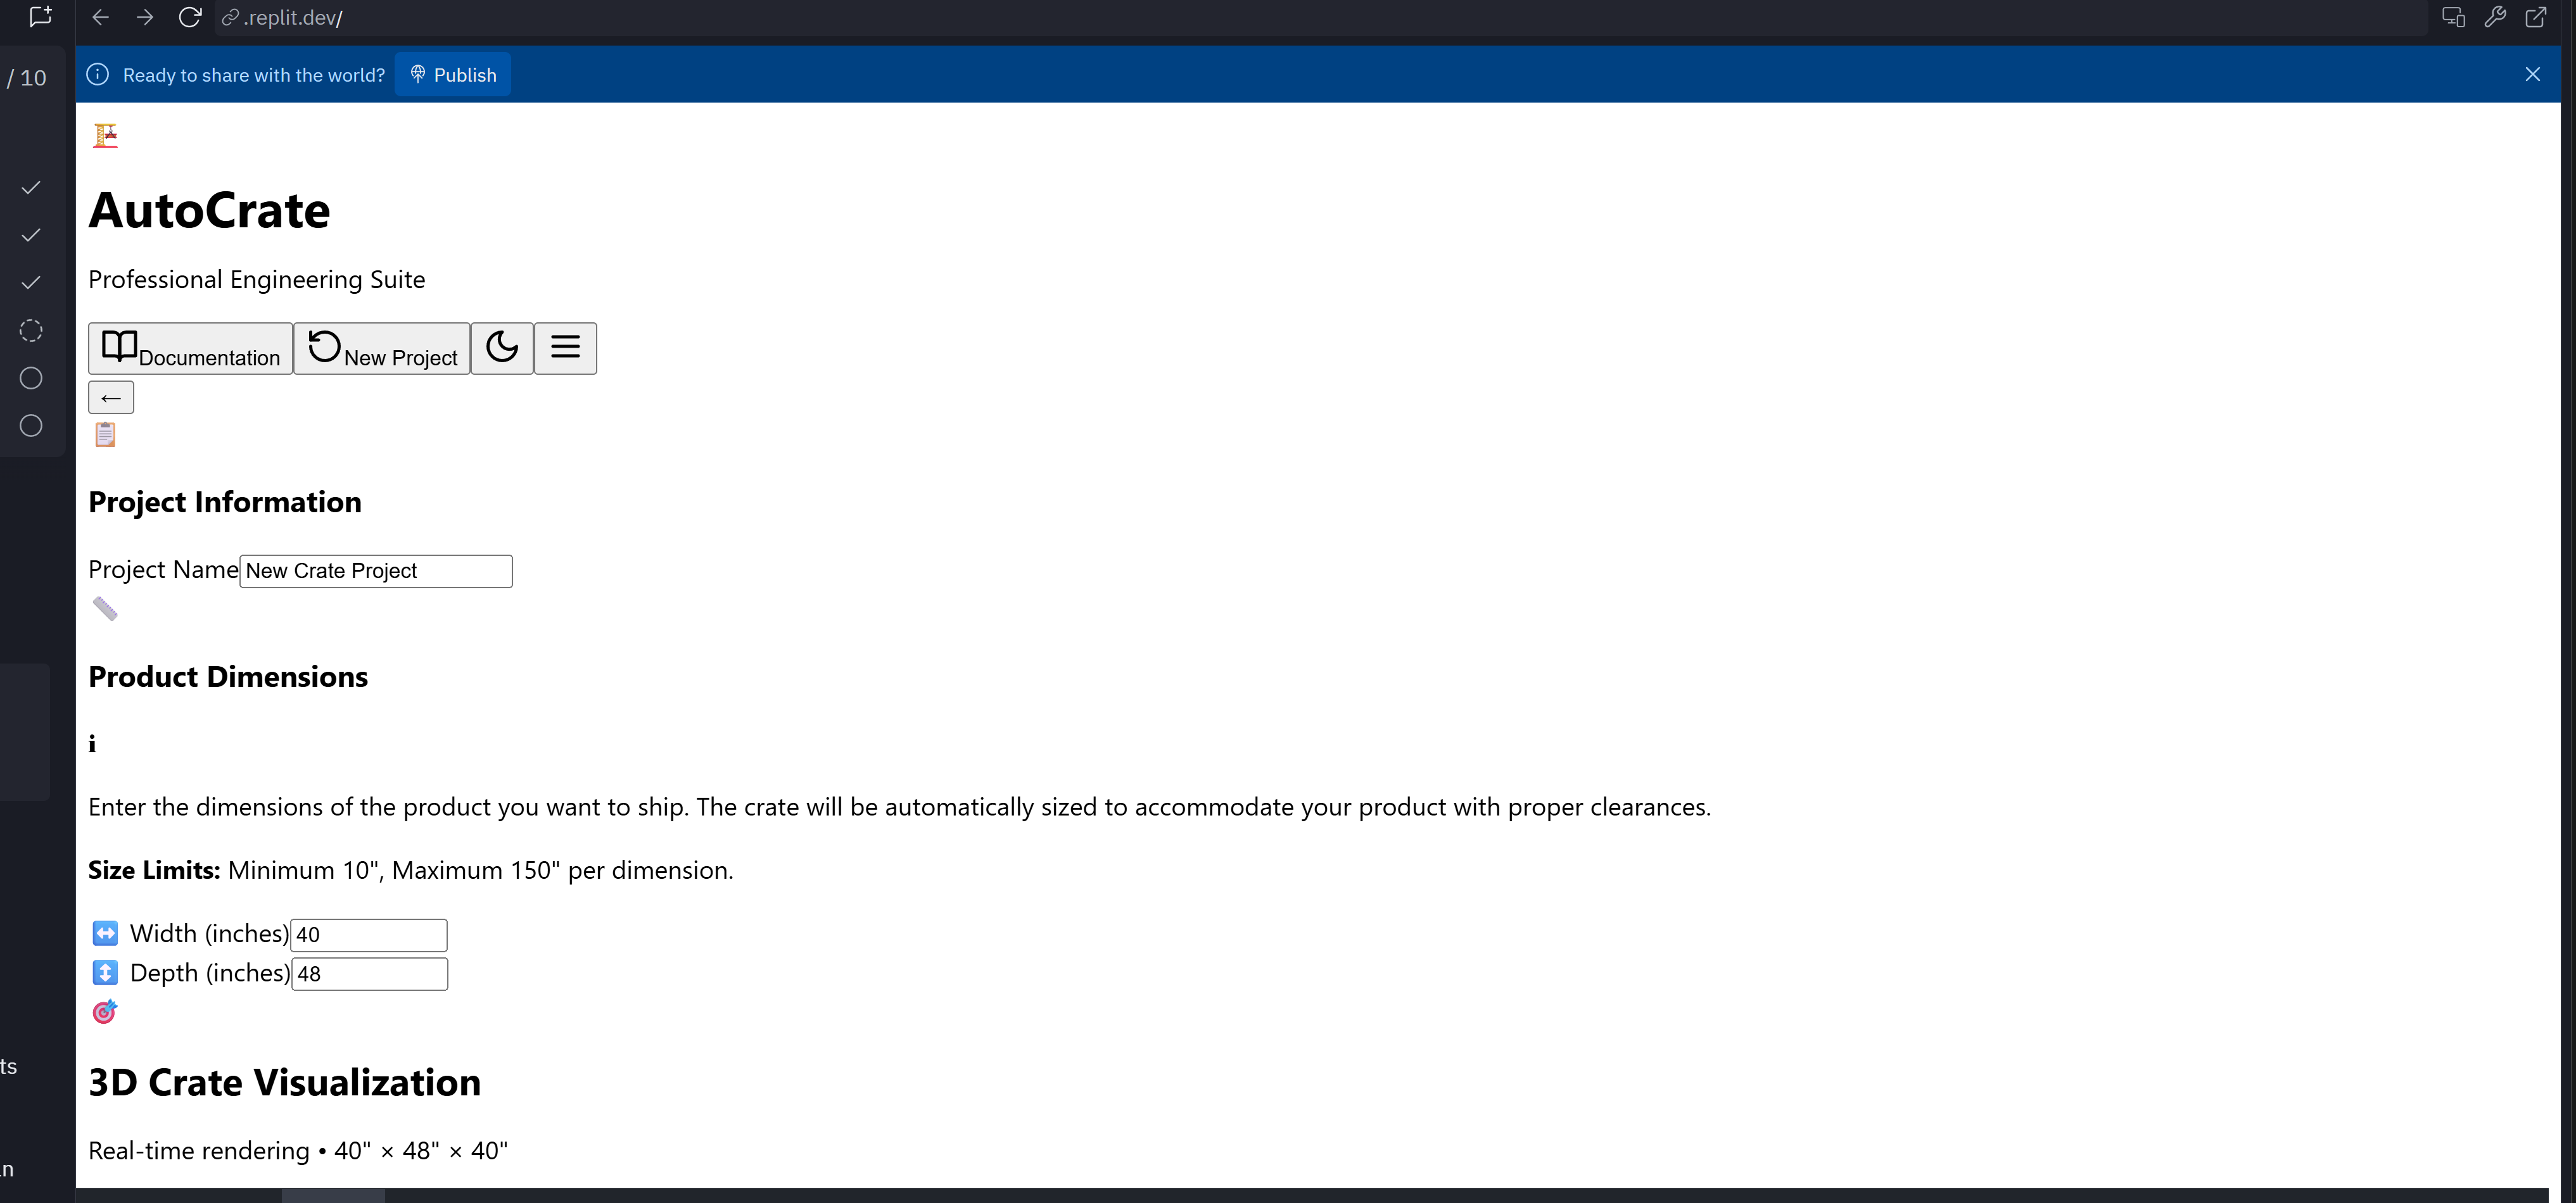 .replit.dev/
/ 10
Ready to share with the world? Publish
AutoCrate
Professional Engineering Suite
Documentation New Project
←
Project Information
Project Name New Crate Project
Product Dimensions
i
Enter the dimensions of the product you want to ship. The crate will be automatically sized to accommodate your product with proper clearances.
Size Limits: Minimum 10", Maximum 150" per dimension.
Width (inches) 40
Depth (inches) 48
3D Crate Visualization
ts
Real-time rendering • 40" × 48" × 40"
n